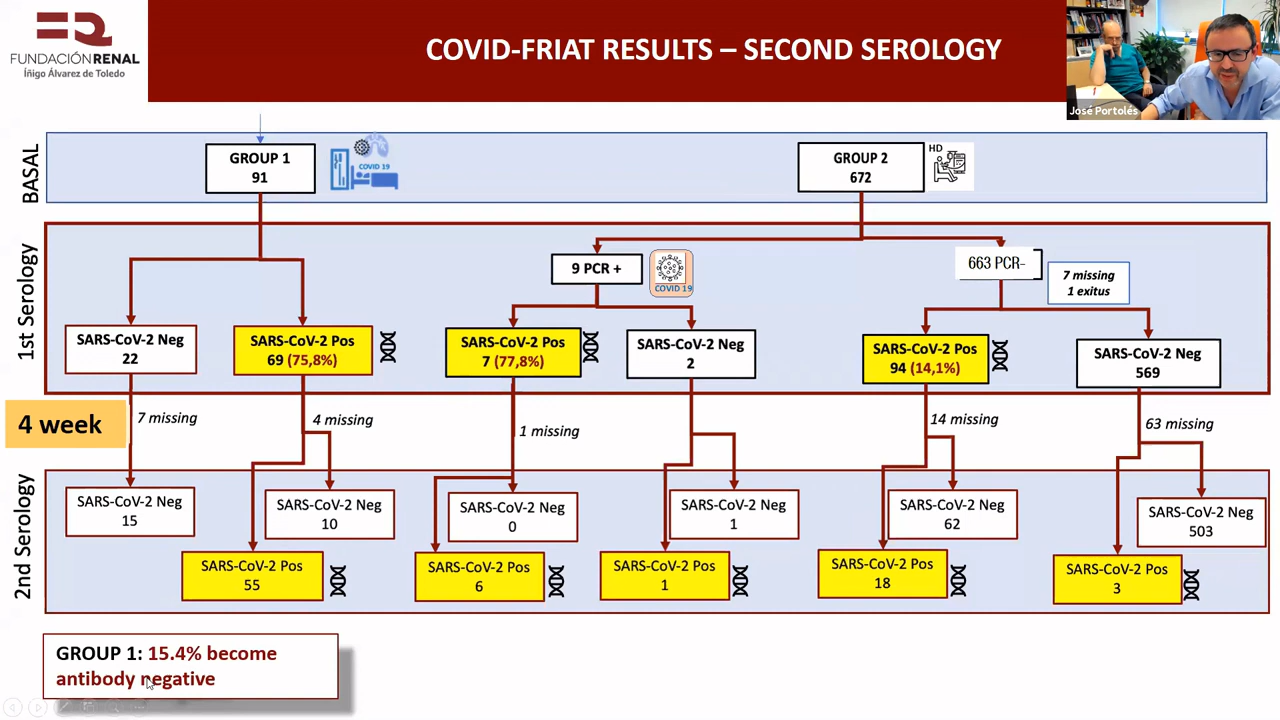 FUNDACIÓN RENAL
Íñigo Álvarez de Toledo
COVID-FRIAT RESULTS – SECOND SEROLOGY
José Portolés
BASAL
GROUP 1
91
COVID 19
GROUP 2
672
HD
1st Serology
9 PCR +
COVID 19
663 PCR-
7 missing
1 exitus
SARS-CoV-2 Neg
22
SARS-CoV-2 Pos
69 (75,8%)
SARS-CoV-2 Pos
7 (77,8%)
SARS-CoV-2 Neg
2
SARS-CoV-2 Pos
94 (14,1%)
SARS-CoV-2 Neg
569
4 week
7 missing
4 missing
1 missing
14 missing
63 missing
2nd Serology
SARS-CoV-2 Neg
15
SARS-CoV-2 Neg
10
SARS-CoV-2 Neg
0
SARS-CoV-2 Neg
1
SARS-CoV-2 Neg
62
SARS-CoV-2 Neg
503
SARS-CoV-2 Pos
55
SARS-CoV-2 Pos
6
SARS-CoV-2 Pos
1
SARS-CoV-2 Pos
18
SARS-CoV-2 Pos
3
GROUP 1: 15.4% become
antibody negative